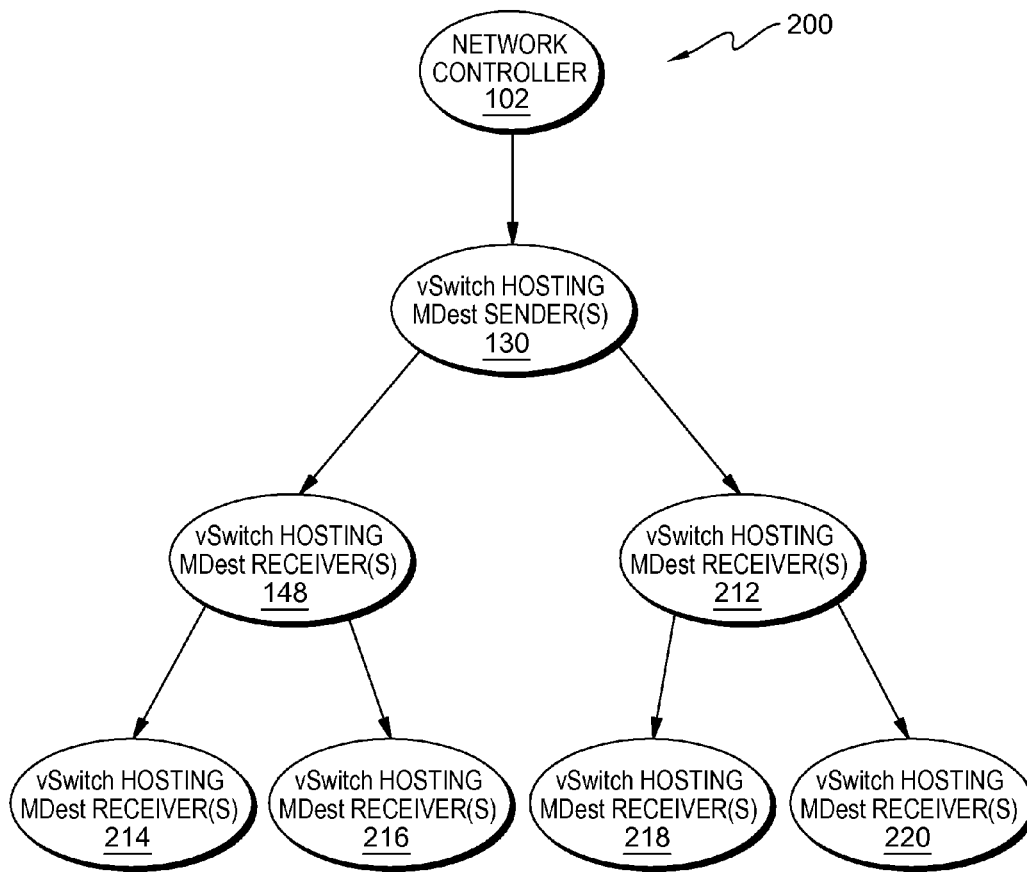 200
NETWORK
CONTROLLER
102
vSwitch HOSTING
MDest SENDER(S)
130
vSwitch HOSTING
MDest RECEIVER(S)
148
vSwitch HOSTING
MDest RECEIVER(S)
212
vSwitch HOSTING
MDest RECEIVER(S)
214
vSwitch HOSTING
MDest RECEIVER(S)
216
vSwitch HOSTING
MDest RECEIVER(S)
218
vSwitch HOSTING
MDest RECEIVER(S)
220